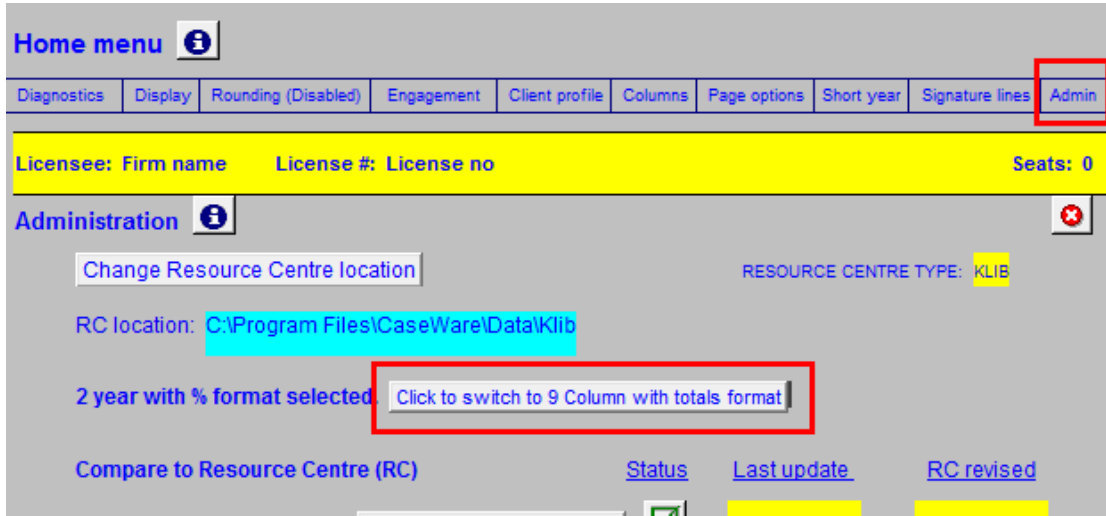 Home menu
Diagnostics Display Rounding (Disabled) Engagement Client profile Columns Page options Short year Signature lines Admin
Licensee: Firm name License #: License no Seats: 0
Administration
Change Resource Centre location RESOURCE CENTRE TYPE: KLIB
RC location: C:\Program Files\CaseWare\Data\Klib
2 year with % format selected. Click to switch to 9 Column with totals format
Compare to Resource Centre (RC) Status Last update RC revised